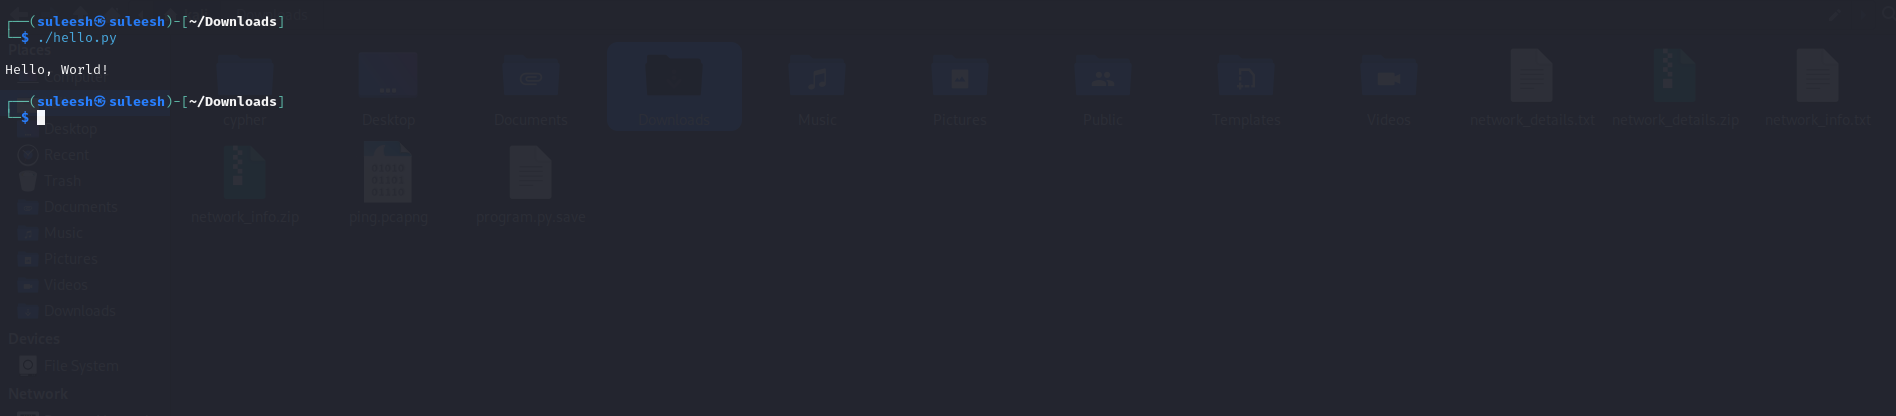 ┌──(suleesh㉿suleesh)-[~/Downloads]
└─$ ./hello.py
Hello, World!
┌──(suleesh㉿suleesh)-[~/Downloads]
└─$
Places
cypher
Desktop
Documents
Downloads
Music
Pictures
Public
Templates
Videos
network_details.txt
network_details.zip
network_info.txt
network_info.zip
ping.pcapng
program.py.save
Desktop
Recent
Trash
Documents
Music
Pictures
Videos
Downloads
Devices
File System
Network